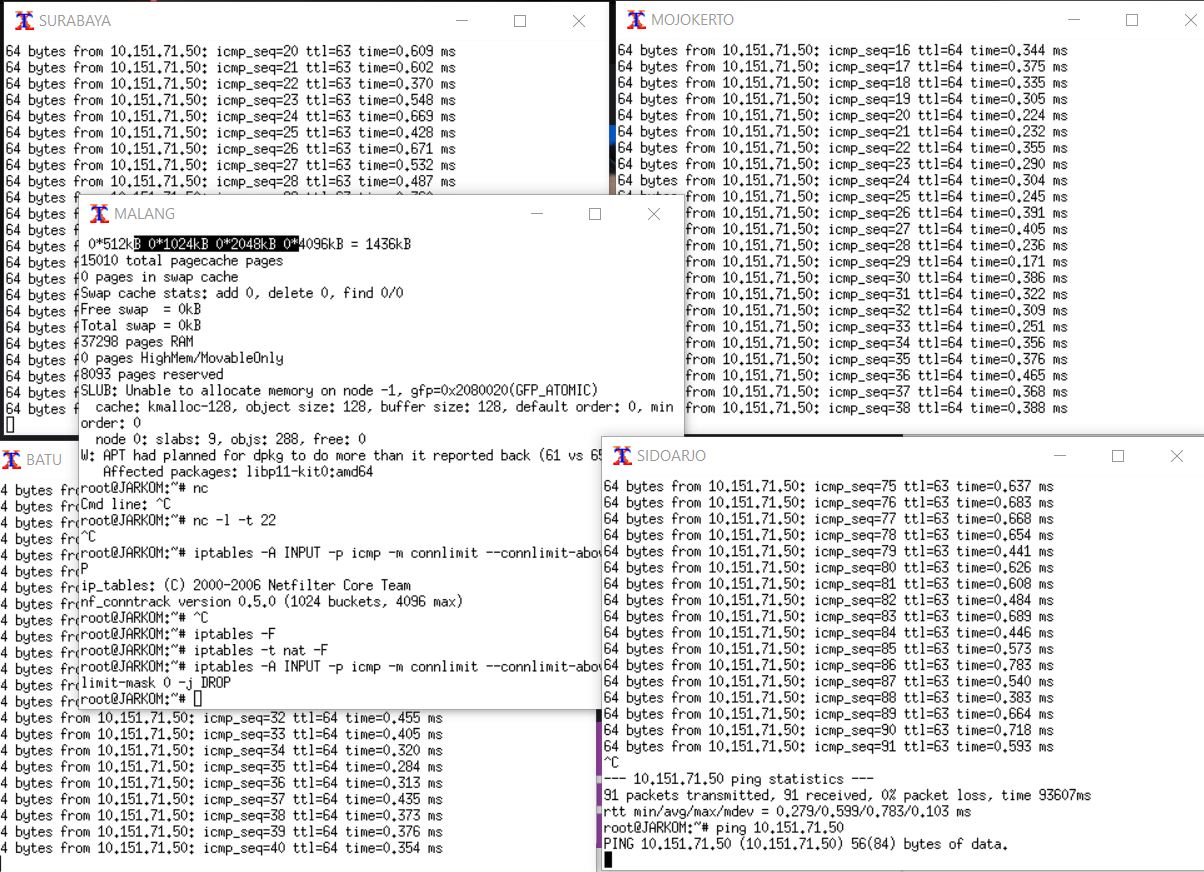 SURABAYA
64 bytes from 10.151.71.50: icmp_seq=20 ttl=63 time=0.609 ms
64 bytes from 10.151.71.50: icmp_seq=21 ttl=63 time=0.602 ms
64 bytes from 10.151.71.50: icmp_seq=22 ttl=63 time=0.370 ms
64 bytes from 10.151.71.50: icmp_seq=23 ttl=63 time=0.548 ms
64 bytes from 10.151.71.50: icmp_seq=24 ttl=63 time=0.669 ms
64 bytes from 10.151.71.50: icmp_seq=25 ttl=63 time=0.428 ms
64 bytes from 10.151.71.50: icmp_seq=26 ttl=63 time=0.671 ms
64 bytes from 10.151.71.50: icmp_seq=27 ttl=63 time=0.532 ms
64 bytes from 10.151.71.50: icmp_seq=28 ttl=63 time=0.487 ms
64 bytes
64 bytes f
64 bytes f
64 bytes f
64 bytes f
64 bytes f
64 bytes f
64 bytes f
64 bytes f
64 bytes f
64 bytes f
64 bytes f
64 bytes f
64 bytes f
MOJOKERTO
64 bytes from 10.151.71.50: icmp_seq=16 ttl=64 time=0.344 ms
64 bytes from 10.151.71.50: icmp_seq=17 ttl=64 time=0.375 ms
64 bytes from 10.151.71.50: icmp_seq=18 ttl=64 time=0.335 ms
64 bytes from 10.151.71.50: icmp_seq=19 ttl=64 time=0.305 ms
64 bytes from 10.151.71.50: icmp_seq=20 ttl=64 time=0.224 ms
64 bytes from 10.151.71.50: icmp_seq=21 ttl=64 time=0.232 ms
64 bytes from 10.151.71.50: icmp_seq=22 ttl=64 time=0.355 ms
64 bytes from 10.151.71.50: icmp_seq=23 ttl=64 time=0.290 ms
64 bytes from 10.151.71.50: icmp_seq=24 ttl=64 time=0.304 ms
64 bytes from 10.151.71.50: icmp_seq=25 ttl=64 time=0.245 ms
from 10.151.71.50: icmp_seq=26 ttl=64 time=0.391 ms
from 10.151.71.50: icmp_seq=27 ttl=64 time=0.405 ms
from 10.151.71.50: icmp_seq=28 ttl=64 time=0.236 ms
from 10.151.71.50: icmp_seq=29 ttl=64 time=0.171 ms
from 10.151.71.50: icmp_seq=30 ttl=64 time=0.386 ms
from 10.151.71.50: icmp_seq=31 ttl=64 time=0.322 ms
from 10.151.71.50: icmp_seq=32 ttl=64 time=0.309 ms
from 10.151.71.50: icmp_seq=33 ttl=64 time=0.251 ms
from 10.151.71.50: icmp_seq=34 ttl=64 time=0.356 ms
from 10.151.71.50: icmp_seq=35 ttl=64 time=0.376 ms
from 10.151.71.50: icmp_seq=36 ttl=64 time=0.465 ms
from 10.151.71.50: icmp_seq=37 ttl=64 time=0.368 ms
from 10.151.71.50: icmp_seq=38 ttl=64 time=0.388 ms
MALANG
0*512kB 0*1024kB 0*2048kB 0*4096kB = 1436kB
15010 total pagecache pages
0 pages in swap cache
Swap cache stats: add 0, delete 0, find 0/0
Free swap  = 0kB
Total swap = 0kB
37298 pages RAM
0 pages HighMem/MovableOnly
8093 pages reserved
SLUB: Unable to allocate memory on node -1, gfp=0x2080020(GFP_ATOMIC)
  cache: kmalloc-128, object size: 128, buffer size: 128, default order: 0, min
order: 0
  node 0: slabs: 9, objs: 288, free: 0
W: APT had planned for dpkg to do more than it reported back (61 vs 65
   Affected packages: libp11-kit0:amd64
root@JARKOM:~# nc
Cmd line: ^C
root@JARKOM:~# nc -l -t 22
^C
root@JARKOM:~# iptables -A INPUT -p icmp -m connlimit --connlimit-abov
P
ip_tables: (C) 2000-2006 Netfilter Core Team
nf_conntrack version 0.5.0 (1024 buckets, 4096 max)
root@JARKOM:~# ^C
root@JARKOM:~# iptables -F
root@JARKOM:~# iptables -t nat -F
root@JARKOM:~# iptables -A INPUT -p icmp -m connlimit --connlimit-abov
limit-mask 0 -j DROP
root@JARKOM:~#
BATU
4 bytes fro
4 bytes fro
4 bytes fro
4 bytes fro
4 bytes fro
4 bytes fro
4 bytes fro
4 bytes fro
4 bytes fro
4 bytes fro
4 bytes fro
4 bytes fro
4 bytes fro
4 bytes fro
4 bytes from 10.151.71.50: icmp_seq=32 ttl=64 time=0.455 ms
4 bytes from 10.151.71.50: icmp_seq=33 ttl=64 time=0.405 ms
4 bytes from 10.151.71.50: icmp_seq=34 ttl=64 time=0.320 ms
4 bytes from 10.151.71.50: icmp_seq=35 ttl=64 time=0.284 ms
4 bytes from 10.151.71.50: icmp_seq=36 ttl=64 time=0.313 ms
4 bytes from 10.151.71.50: icmp_seq=37 ttl=64 time=0.435 ms
4 bytes from 10.151.71.50: icmp_seq=38 ttl=64 time=0.373 ms
4 bytes from 10.151.71.50: icmp_seq=39 ttl=64 time=0.376 ms
4 bytes from 10.151.71.50: icmp_seq=40 ttl=64 time=0.354 ms
SIDOARJO
64 bytes from 10.151.71.50: icmp_seq=75 ttl=63 time=0.637 ms
64 bytes from 10.151.71.50: icmp_seq=76 ttl=63 time=0.683 ms
64 bytes from 10.151.71.50: icmp_seq=77 ttl=63 time=0.668 ms
64 bytes from 10.151.71.50: icmp_seq=78 ttl=63 time=0.654 ms
64 bytes from 10.151.71.50: icmp_seq=79 ttl=63 time=0.441 ms
64 bytes from 10.151.71.50: icmp_seq=80 ttl=63 time=0.626 ms
64 bytes from 10.151.71.50: icmp_seq=81 ttl=63 time=0.608 ms
64 bytes from 10.151.71.50: icmp_seq=82 ttl=63 time=0.484 ms
64 bytes from 10.151.71.50: icmp_seq=83 ttl=63 time=0.689 ms
64 bytes from 10.151.71.50: icmp_seq=84 ttl=63 time=0.446 ms
64 bytes from 10.151.71.50: icmp_seq=85 ttl=63 time=0.573 ms
64 bytes from 10.151.71.50: icmp_seq=86 ttl=63 time=0.783 ms
64 bytes from 10.151.71.50: icmp_seq=87 ttl=63 time=0.540 ms
64 bytes from 10.151.71.50: icmp_seq=88 ttl=63 time=0.383 ms
64 bytes from 10.151.71.50: icmp_seq=89 ttl=63 time=0.664 ms
64 bytes from 10.151.71.50: icmp_seq=90 ttl=63 time=0.718 ms
64 bytes from 10.151.71.50: icmp_seq=91 ttl=63 time=0.593 ms
^C
--- 10.151.71.50 ping statistics ---
91 packets transmitted, 91 received, 0% packet loss, time 93607ms
rtt min/avg/max/mdev = 0.279/0.599/0.783/0.103 ms
root@JARKOM:~# ping 10.151.71.50
PING 10.151.71.50 (10.151.71.50) 56(84) bytes of data.